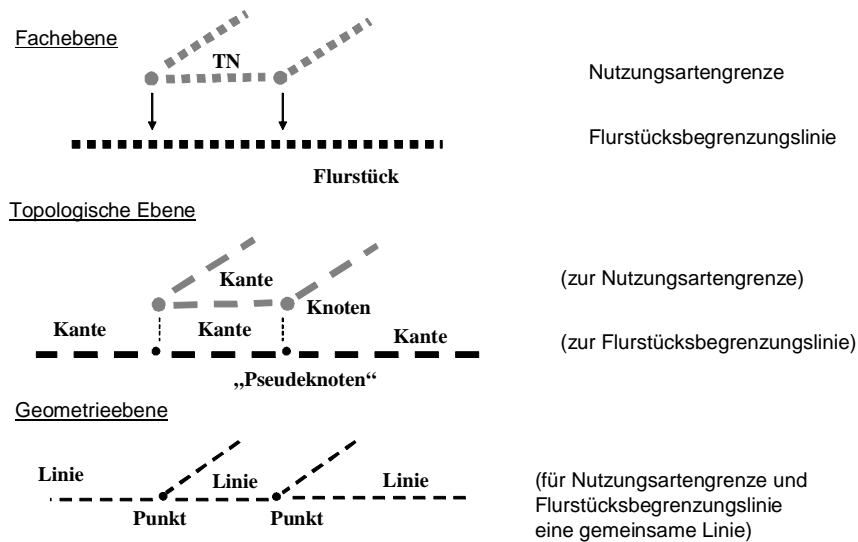 Fachebene
TN
Nutzungsartengrenze
Flurstücksbegrenzungslinie
Flurstück
Topologische Ebene
Kante
(zur Nutzungsartengrenze)
Knoten
Kante
Kante
Kante
(zur Flurstücksbegrenzungslinie)
„Pseudeknoten“
Geometrieebene
Linie
Linie
Linie
(für Nutzungsartengrenze und
Flurstücksbegrenzungslinie
eine gemeinsame Linie)
Punkt
Punkt